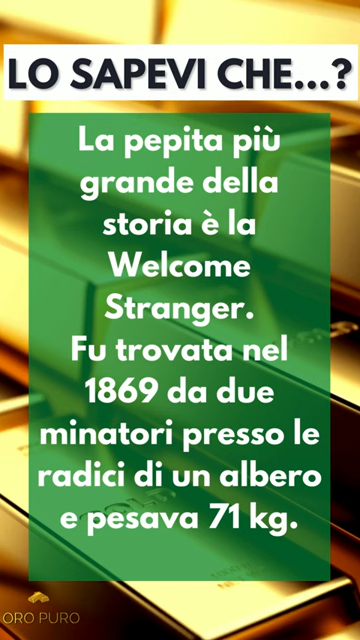 LO SAPEVI CHE...?
La pepita più
grande della
storia è la
Welcome
Stranger.
Fu trovata nel
1869 da due
minatori presso le
radici di un albero
e pesava 71 kg.
ORO PURO